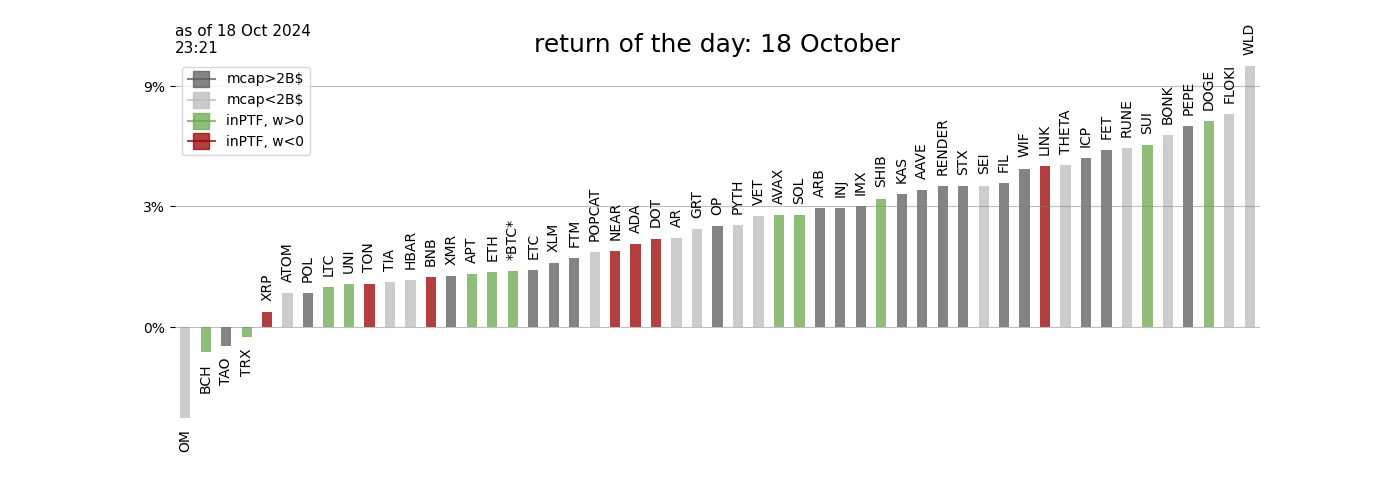 as of 18 Oct 2024
23:21
return of the day: 18 October
mcap>2B$
mcap<2B$
inPTF, w>0
inPTF, w<0
9%
3%
0%
OM
BCH
TAO
TRX
XRP
ATOM
POL
LTC
UNI
TON
TIA
HBAR
BNB
XMR
APT
ETH
*BTC*
ETC
XLM
FTM
POPCAT
NEAR
ADA
DOT
AR
GRT
OP
PYTH
VET
AVAX
SOL
ARB
INJ
IMX
SHIB
KAS
AAVE
RENDER
STX
SEI
FIL
WIF
LINK
THETA
ICP
FET
RUNE
SUI
BONK
PEPE
DOGE
FLOKI
WLD